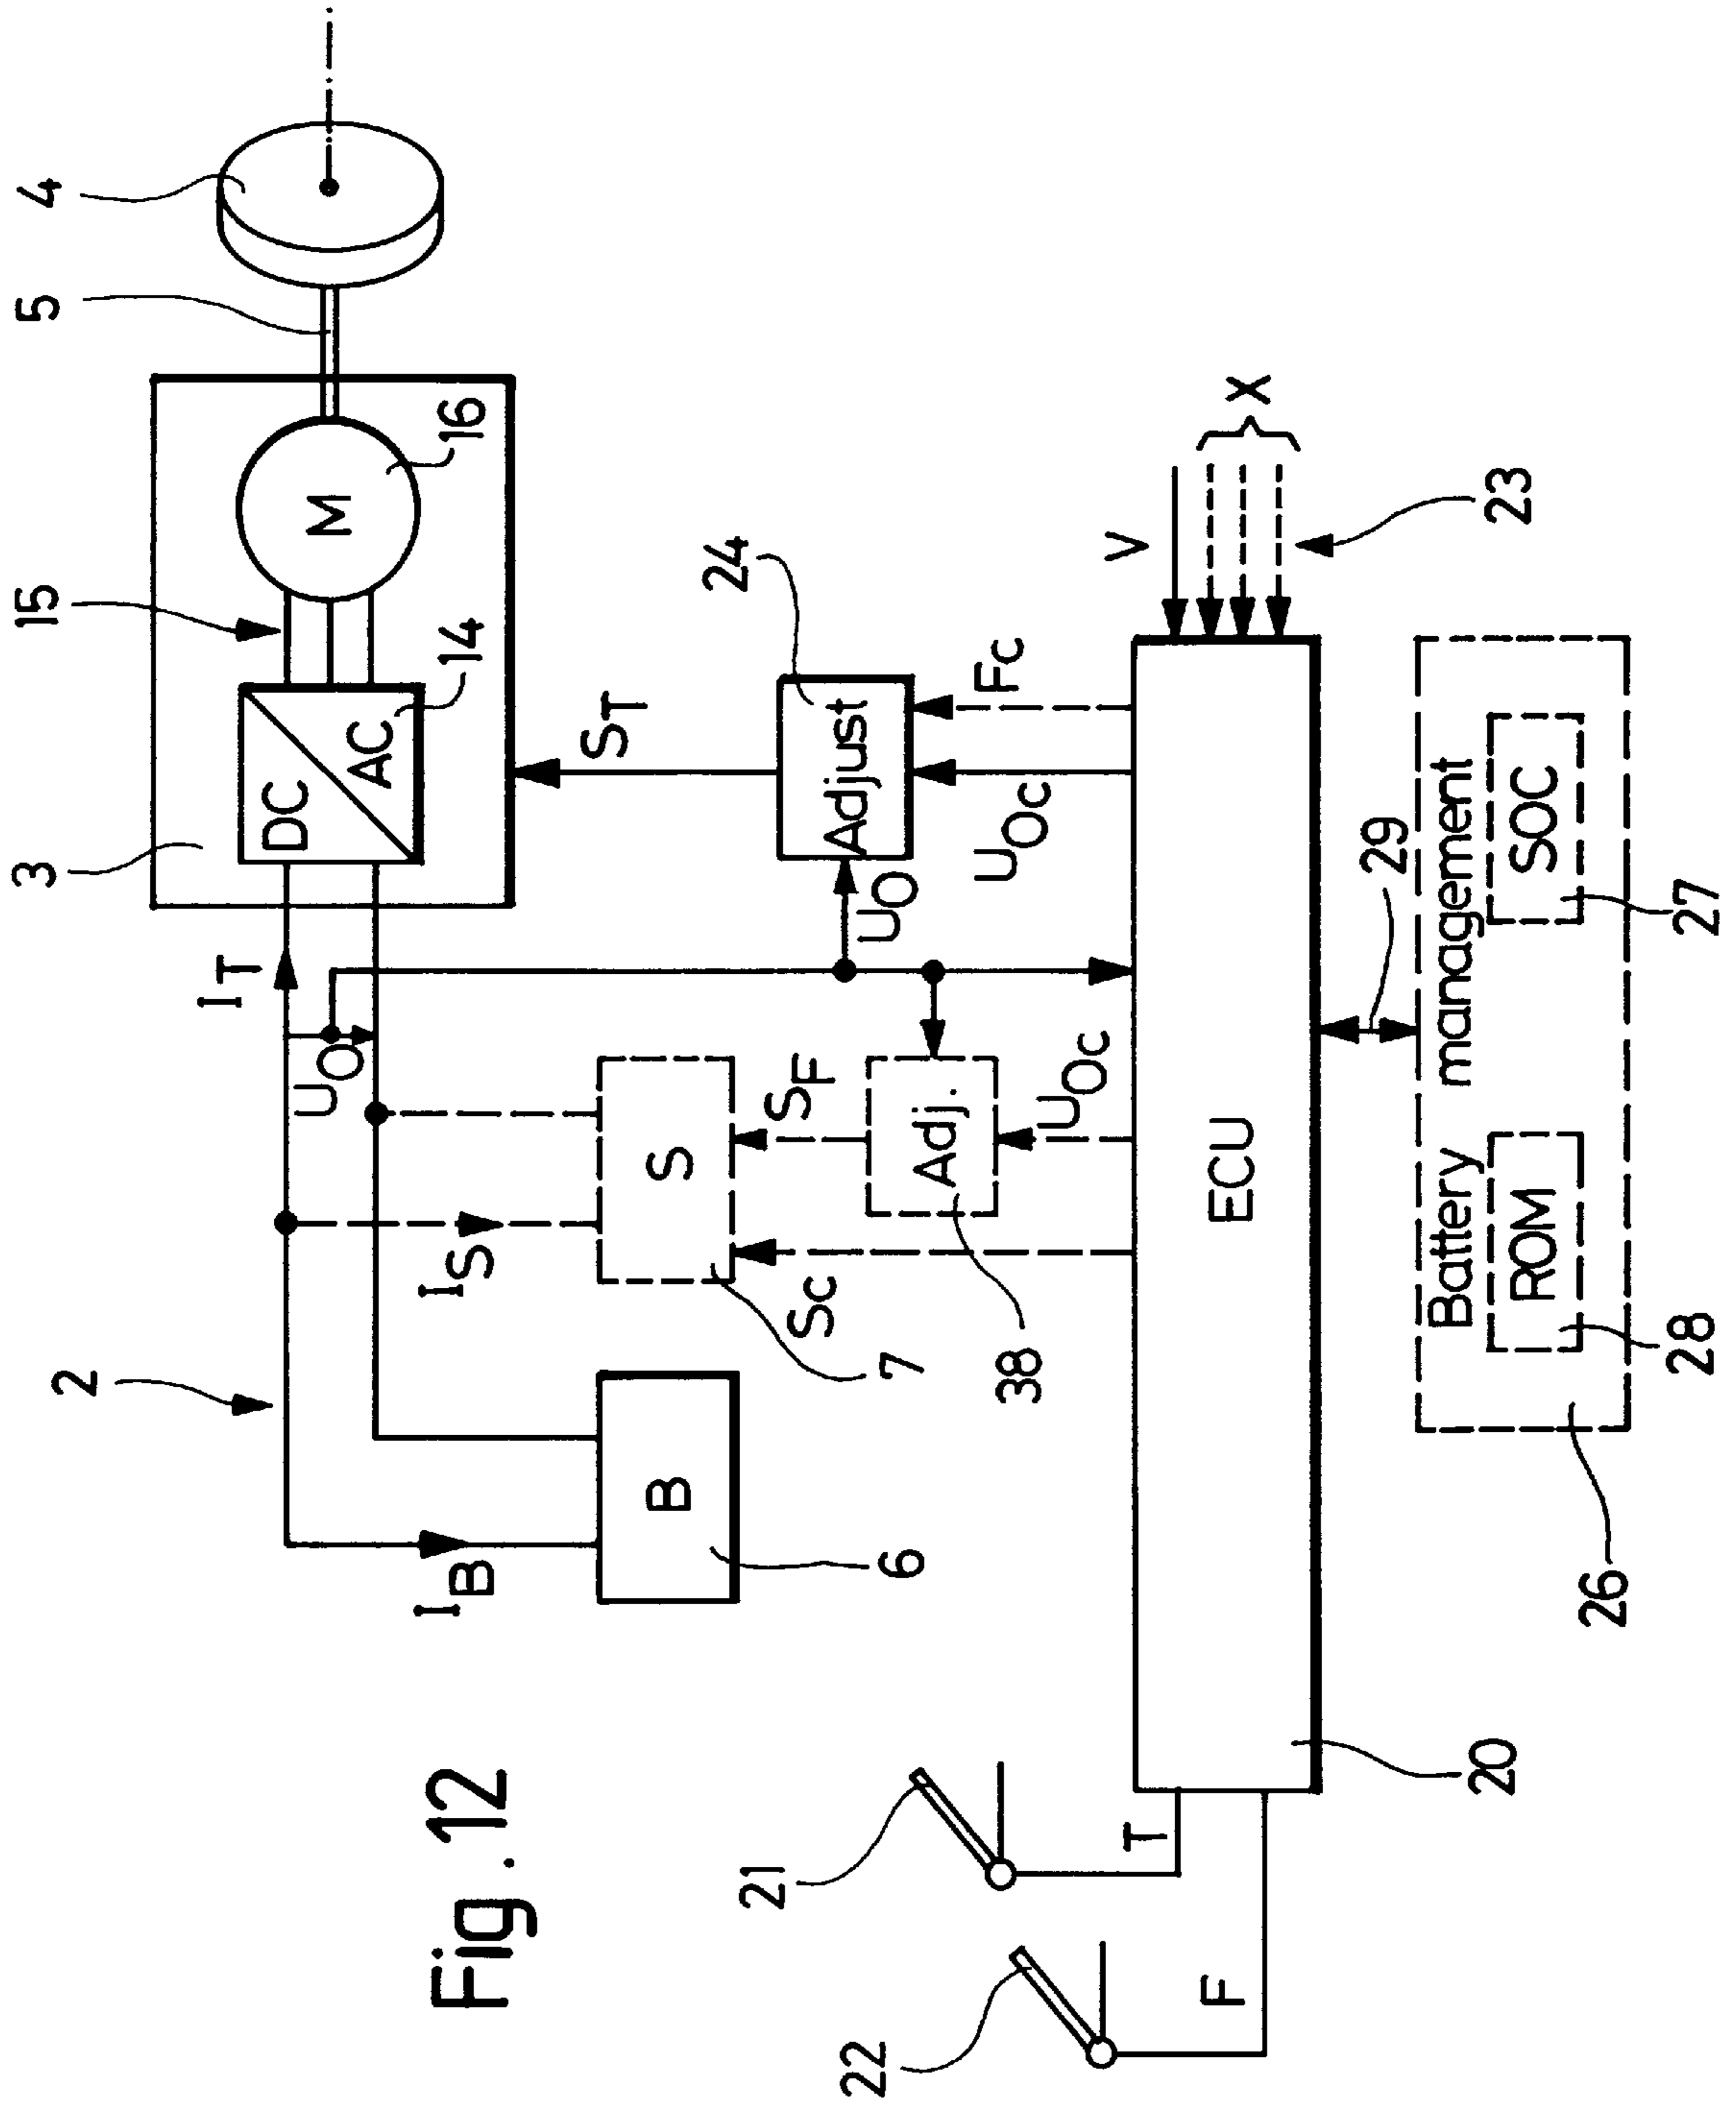 Fig. 12
2
3
15
5
4
I_T
DC
AC
14
M
16
U_O
I_B
I_S
S_T
B
6
S
7
S_C
S_F
Adj.
38
U_O
Adjust
24
U_OC
U_OC
F_C
21
22
T
F
ECU
20
V
X
23
29
Battery management
ROM
SOC
28
27
26